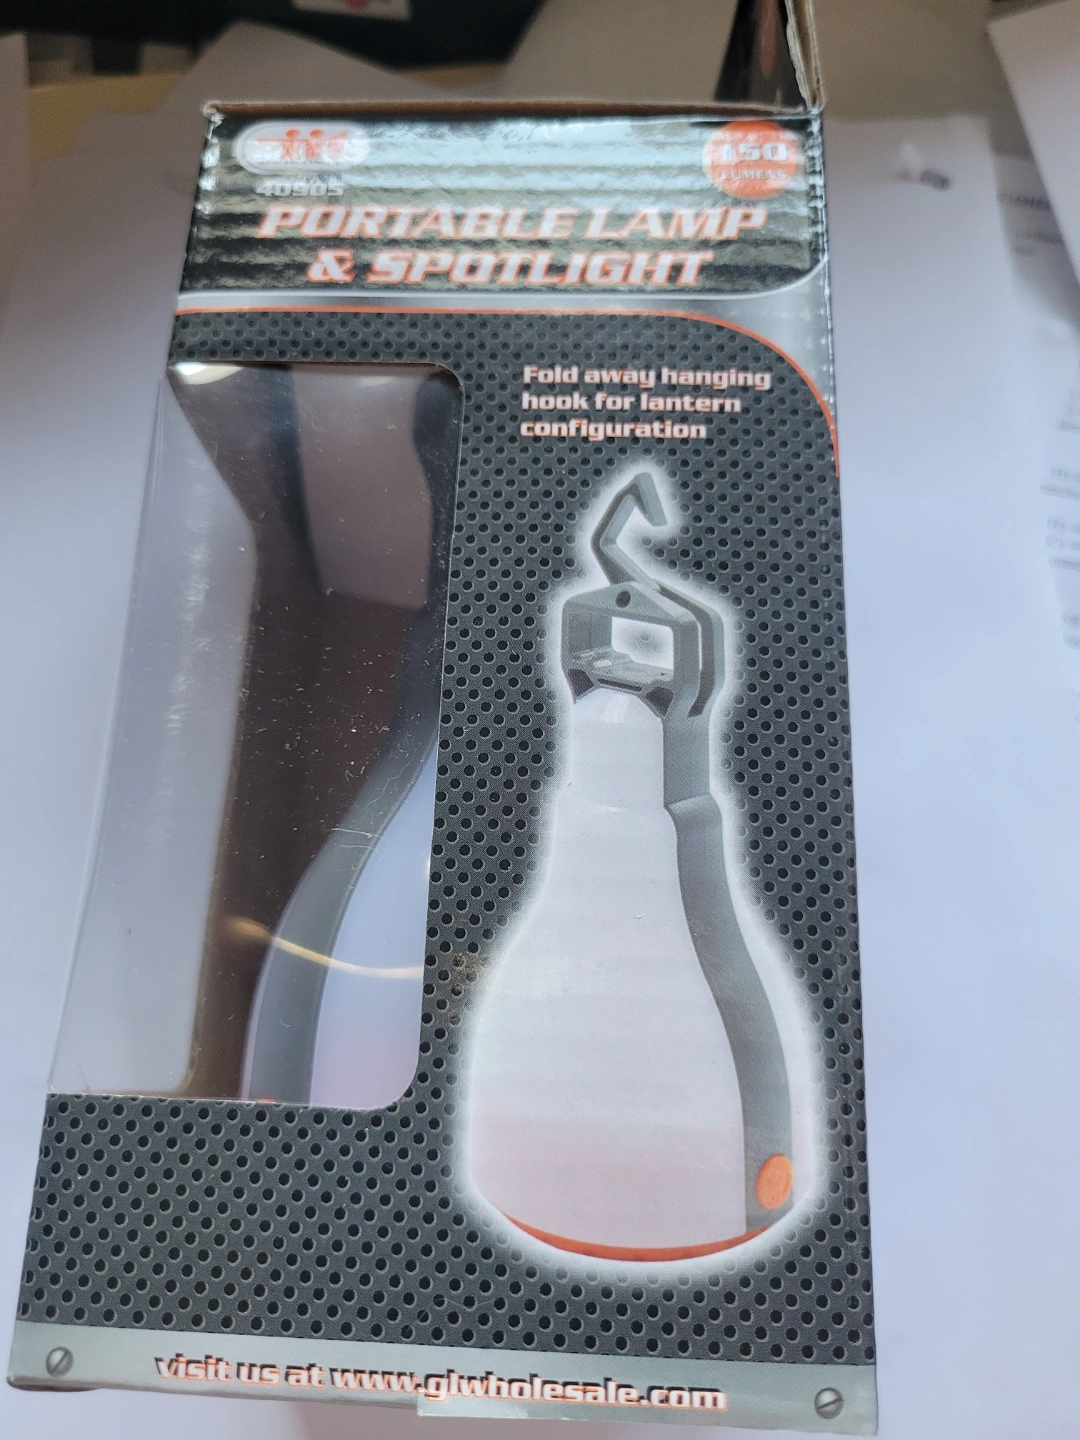 150
LUMENS
40905
PORTABLE LAMP
& SPOTLIGHT
Fold away hanging
hook for lantern
configuration
visit us at www.glwholesale.com